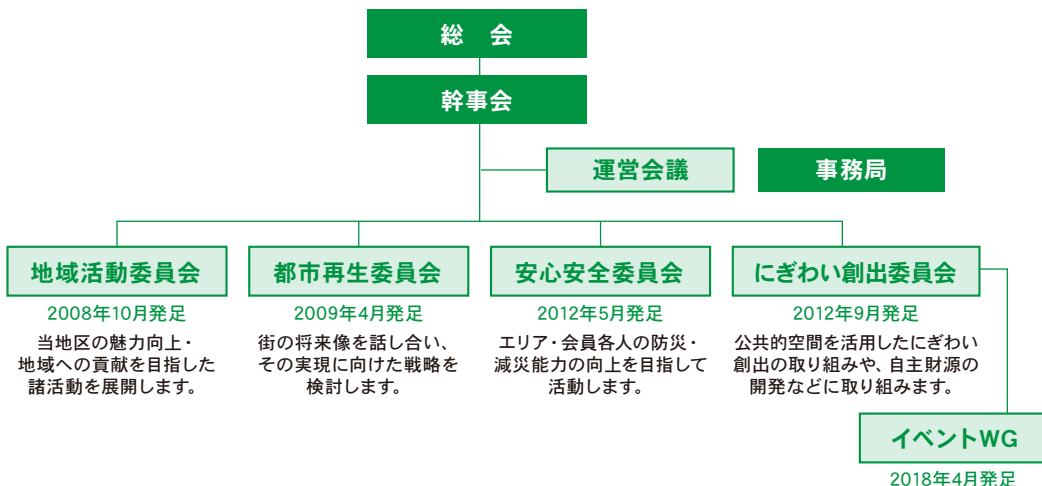 総　会
幹事会
運営会議
事務局
地域活動委員会
2008年10月発足
当地区の魅力向上・
地域への貢献を目指した
諸活動を展開します。
都市再生委員会
2009年4月発足
街の将来像を話し合い、
その実現に向けた戦略を
検討します。
安心安全委員会
2012年5月発足
エリア・会員各人の防災・
減災能力の向上を目指して
活動します。
にぎわい創出委員会
2012年9月発足
公共的空間を活用したにぎわい
創出の取り組みや、自主財源の
開発などに取り組みます。
イベントWG
2018年4月発足